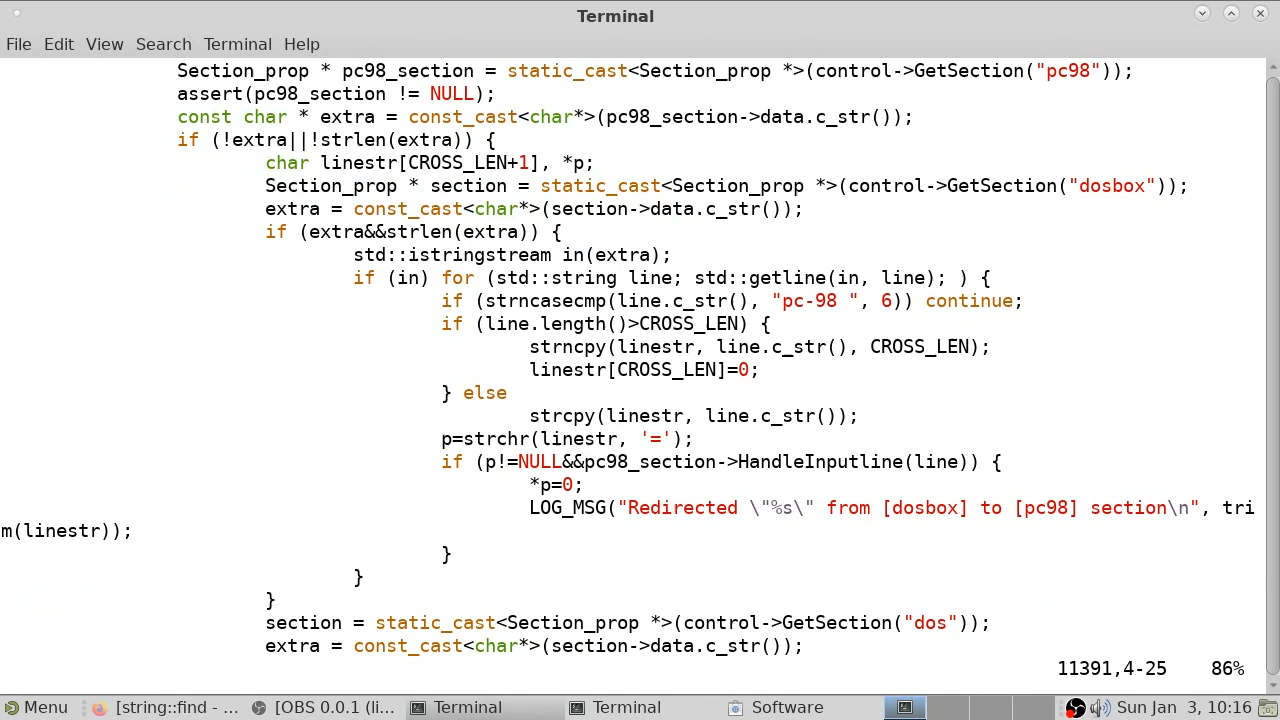 Terminal
File Edit View Search Terminal Help
Section_prop * pc98_section = static_cast<Section_prop *>(control->GetSection("pc98"));
assert(pc98_section != NULL);
const char * extra = const_cast<char*>(pc98_section->data.c_str());
if (!extra||!strlen(extra)) {
char linestr[CROSS_LEN+1], *p;
Section_prop * section = static_cast<Section_prop *>(control->GetSection("dosbox"));
extra = const_cast<char*>(section->data.c_str());
if (extra&&strlen(extra)) {
std::istringstream in(extra);
if (in) for (std::string line; std::getline(in, line); ) {
if (strncasecmp(line.c_str(), "pc-98 ", 6)) continue;
if (line.length()>CROSS_LEN) {
strncpy(linestr, line.c_str(), CROSS_LEN);
linestr[CROSS_LEN]=0;
} else
strcpy(linestr, line.c_str());
p=strchr(linestr, '=');
if (p!=NULL&&pc98_section->HandleInputline(line)) {
*p=0;
LOG_MSG("Redirected \"%s\" from [dosbox] to [pc98] section\n", tri
m(linestr));
}
}
}
section = static_cast<Section_prop *>(control->GetSection("dos"));
extra = const_cast<char*>(section->data.c_str());
11391,4-25 86%
Menu [string::find - ... [OBS 0.0.1 (li... Terminal Terminal Software Sun Jan 3, 10:16